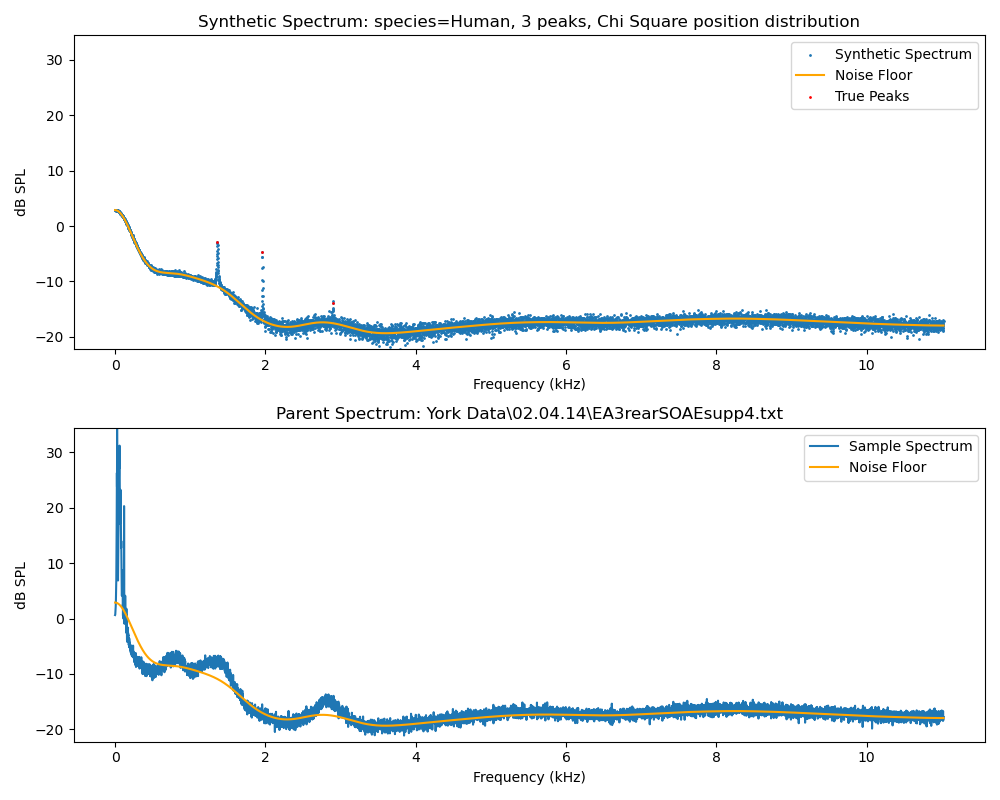 Synthetic Spectrum: species=Human, 3 peaks, Chi Square position distribution
dB SPL
30
20
10
0
−10
−20
Synthetic Spectrum
Noise Floor
True Peaks
0 2 4 6 8 10
Frequency (kHz)
Parent Spectrum: York Data\02.04.14\EA3rearSOAEsupp4.txt
dB SPL
30
20
10
0
−10
−20
Sample Spectrum
Noise Floor
0 2 4 6 8 10
Frequency (kHz)